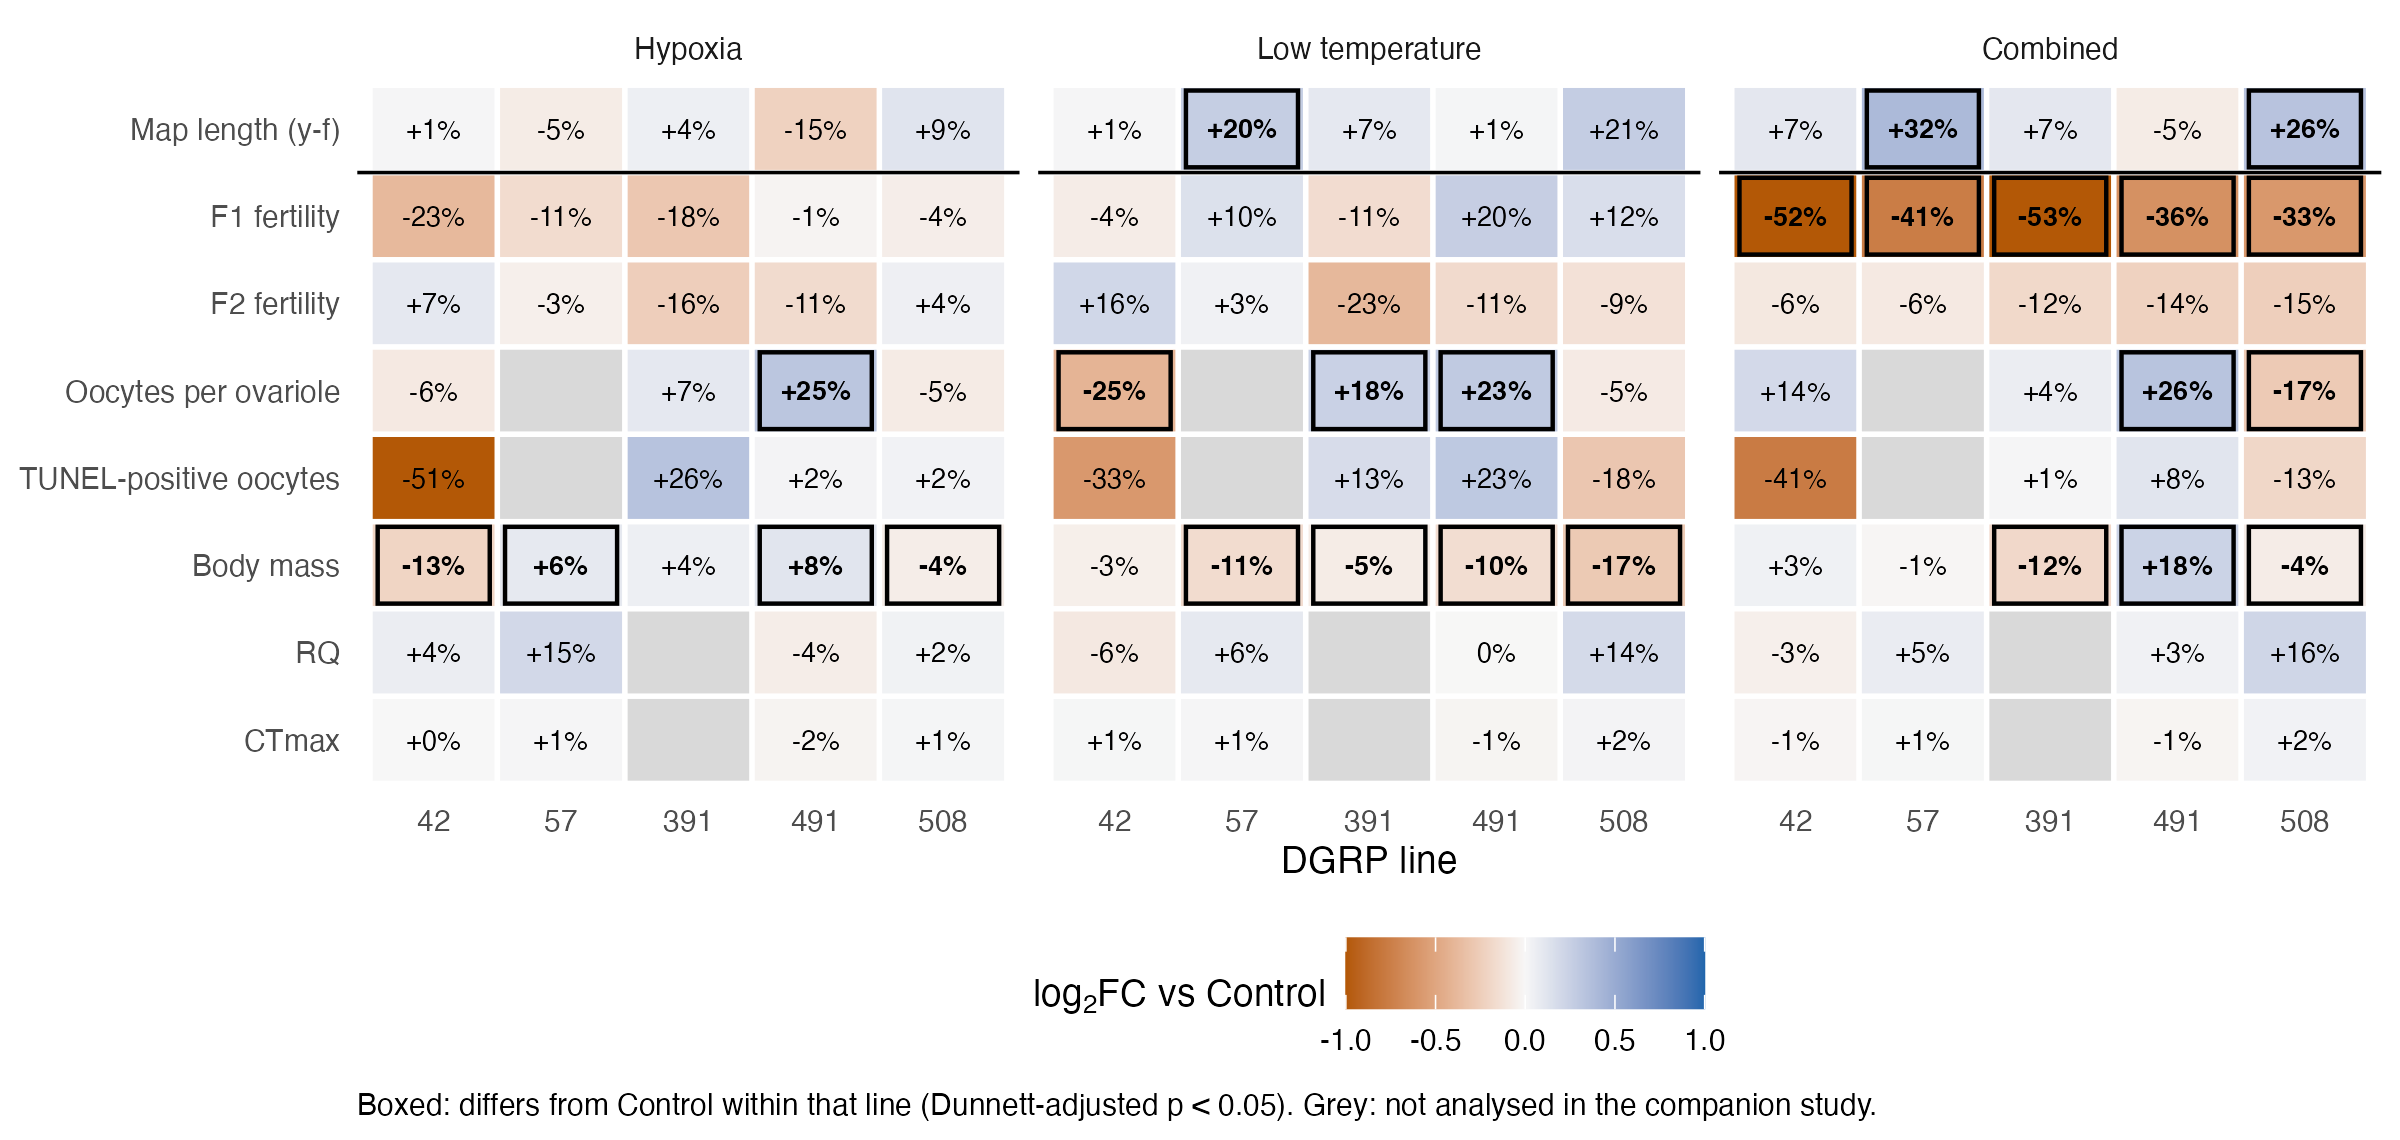 Hypoxia Low temperature Combined
Map length (y-f) +1% -5% +4% -15% +9% +1% +20% +7% +1% +21% +7% +32% +7% -5% +26%
F1 fertility -23% -11% -18% -1% -4% -4% +10% -11% +20% +12% -52% -41% -53% -36% -33%
F2 fertility +7% -3% -16% -11% +4% +16% +3% -23% -11% -9% -6% -6% -12% -14% -15%
Oocytes per ovariole -6% +7% +25% -5% -25% +18% +23% -5% +14% +4% +26% -17%
TUNEL-positive oocytes -51% +26% +2% +2% -33% +13% +23% -18% -41% +1% +8% -13%
Body mass -13% +6% +4% +8% -4% -3% -11% -5% -10% -17% +3% -1% -12% +18% -4%
RQ +4% +15% -4% +2% -6% +6% 0% +14% -3% +5% +3% +16%
CTmax +0% +1% -2% +1% +1% +1% -1% +2% -1% +1% -1% +2%
42 57 391 491 508 42 57 391 491 508 42 57 391 491 508
DGRP line
log₂FC vs Control
-1.0 -0.5 0.0 0.5 1.0
Boxed: differs from Control within that line (Dunnett-adjusted p < 0.05). Grey: not analysed in the companion study.